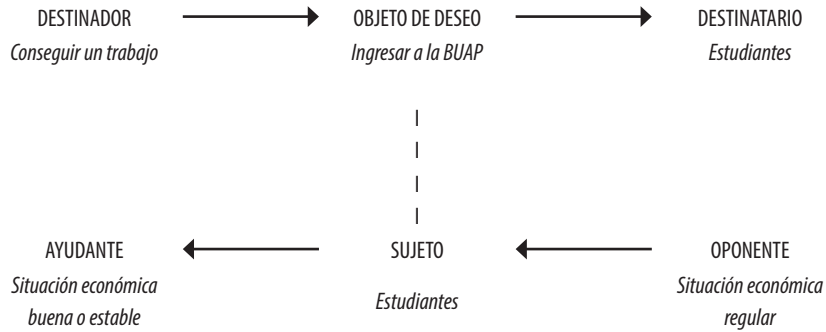 DESTINADOR OBJETO DE DESEO DESTINATARIO
Conseguir un trabajo Ingresar a la BUAP Estudiantes
AYUDANTE SUJETO OPONENTE
Situación económica Estudiantes Situación económica
buena o estable regular